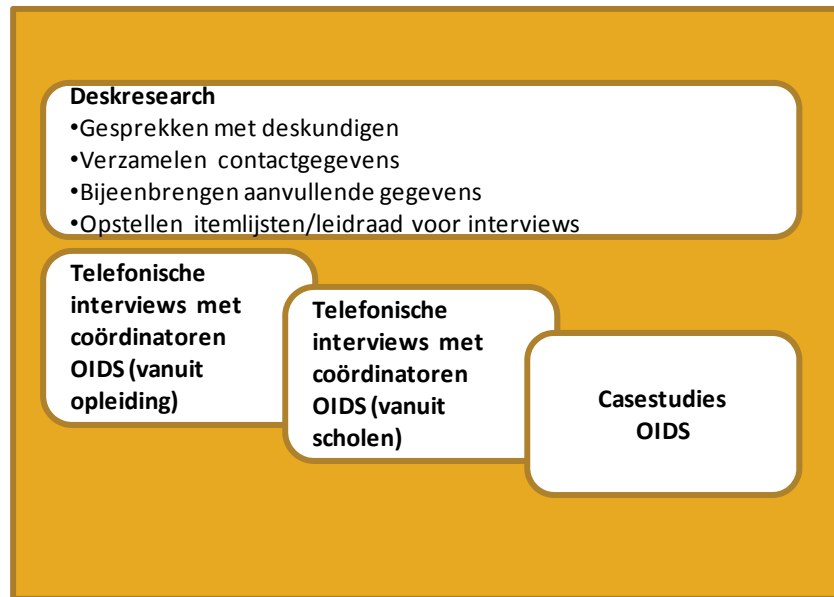 Deskresearch
•Gesprekken met deskundigen
•Verzamelen contactgegevens
•Bijeenbrengen aanvullende gegevens
•Opstellen itemlijsten/leidraad voor interviews
Telefonische
interviews met
coördinatoren
OIDS (vanuit
opleiding)
Telefonische
interviews met
coördinatoren
OIDS (vanuit
scholen)
Casestudies
OIDS